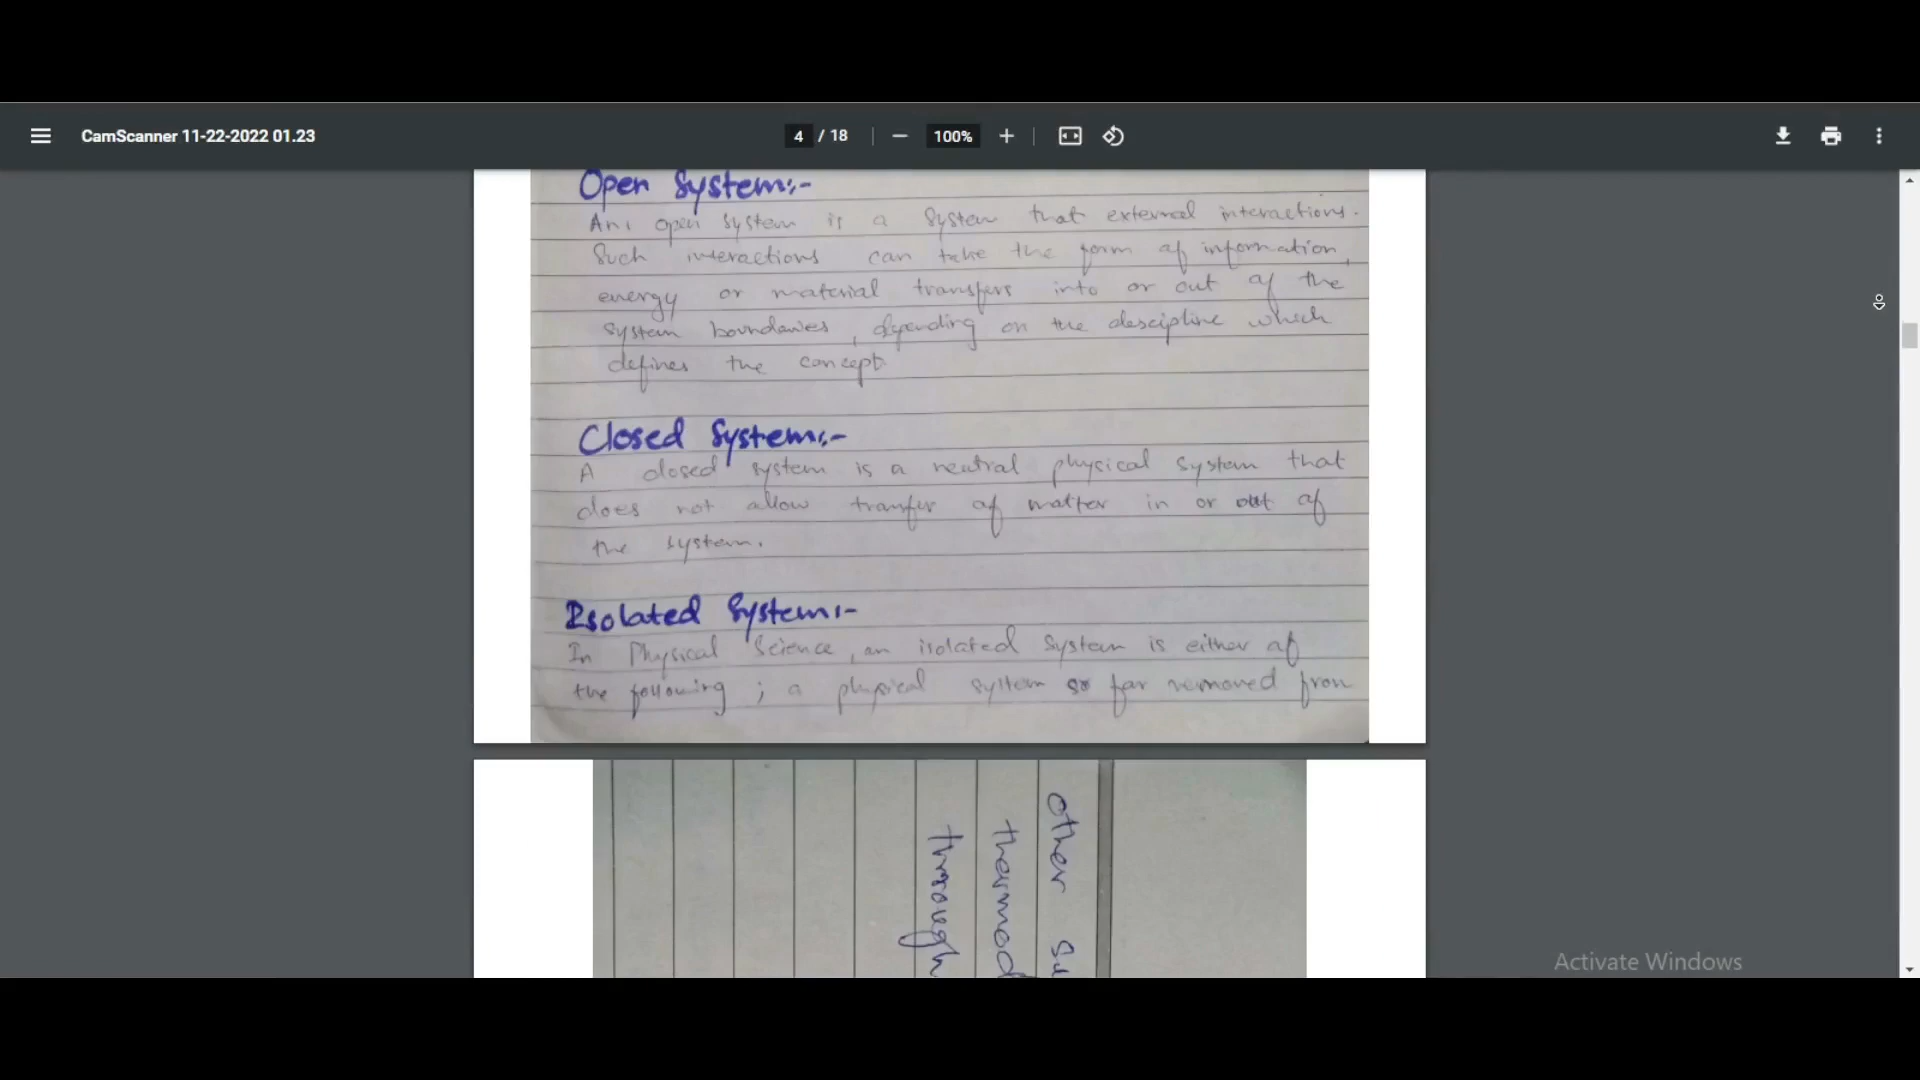 CamScanner 11-22-2022 01.23
4 / 18
100%
Open System:-
An open system is a system that external interactions.
Such interactions can take the form of information,
energy or material transfers into or out of the
system boundaries, depending on the descipline which
defines the concept
Closed System:-
A closed system is a neutral physical system that
does not allow transfer of matter in or out of
the system.
Isolated System:-
In Physical Science, an isolated System is either of
the following; a physical system so far removed from
other
through
Activate Windows